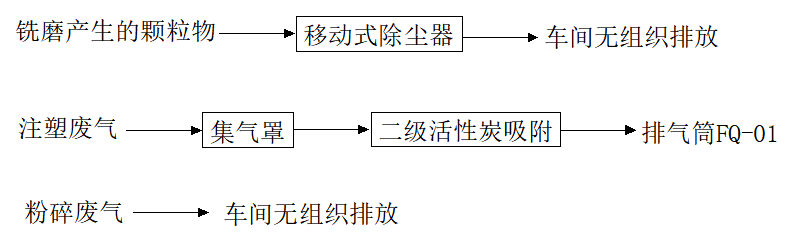 铣磨产生的颗粒物 移动式除尘器 车间无组织排放
注塑废气 集气罩 二级活性炭吸附 排气筒FQ-01
粉碎废气 车间无组织排放